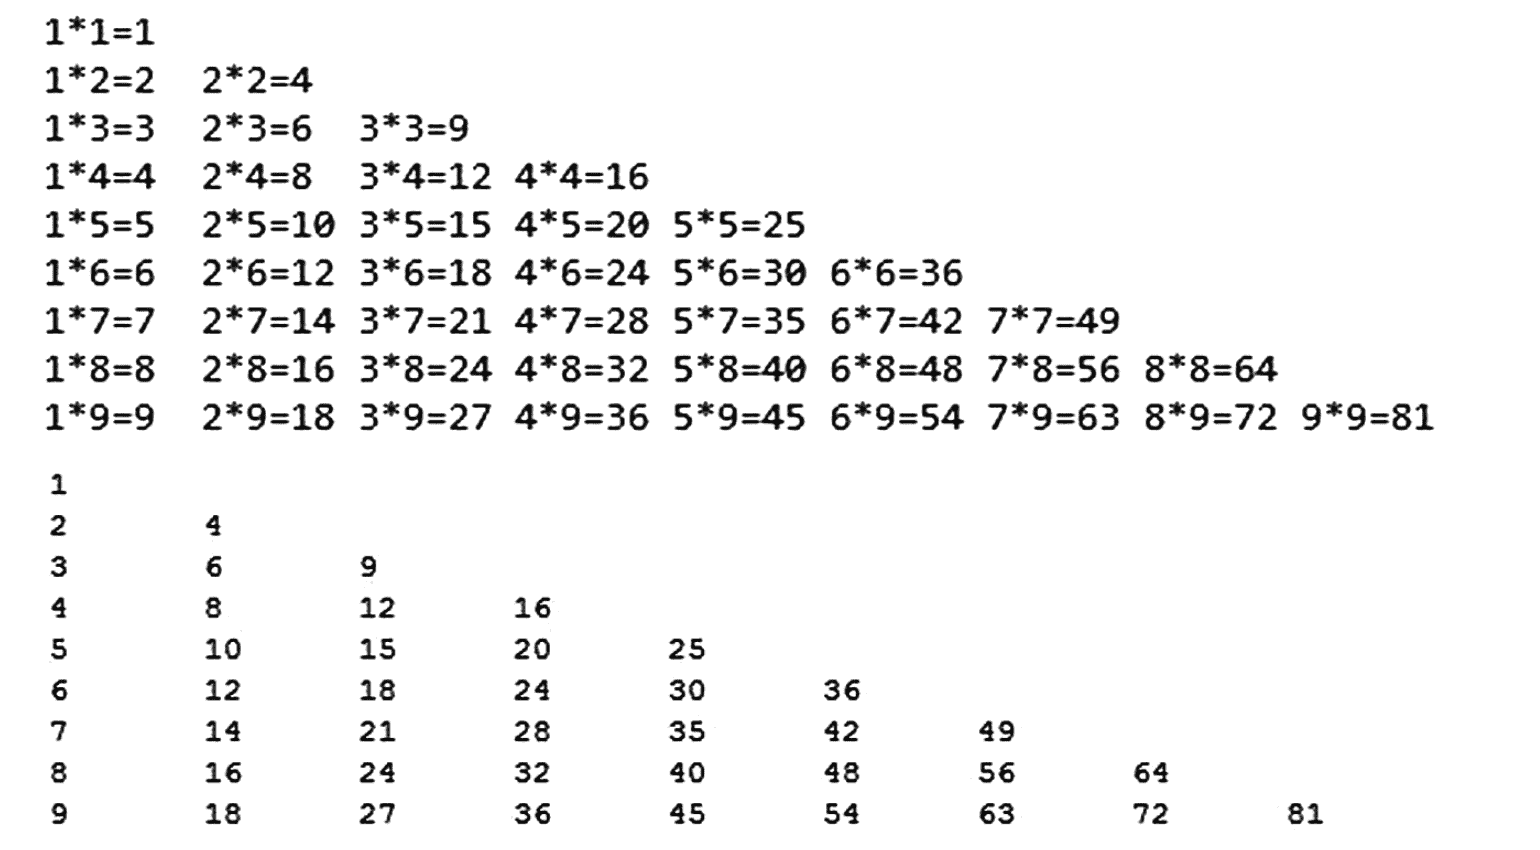 1*1=1
1*2=2 2*2=4
1*3=3 2*3=6 3*3=9
1*4=4 2*4=8 3*4=12 4*4=16
1*5=5 2*5=10 3*5=15 4*5=20 5*5=25
1*6=6 2*6=12 3*6=18 4*6=24 5*6=30 6*6=36
1*7=7 2*7=14 3*7=21 4*7=28 5*7=35 6*7=42 7*7=49
1*8=8 2*8=16 3*8=24 4*8=32 5*8=40 6*8=48 7*8=56 8*8=64
1*9=9 2*9=18 3*9=27 4*9=36 5*9=45 6*9=54 7*9=63 8*9=72 9*9=81
1
2 4
3 6 9
4 8 12 16
5 10 15 20 25
6 12 18 24 30 36
7 14 21 28 35 42 49
8 16 24 32 40 48 56 64
9 18 27 36 45 54 63 72 81